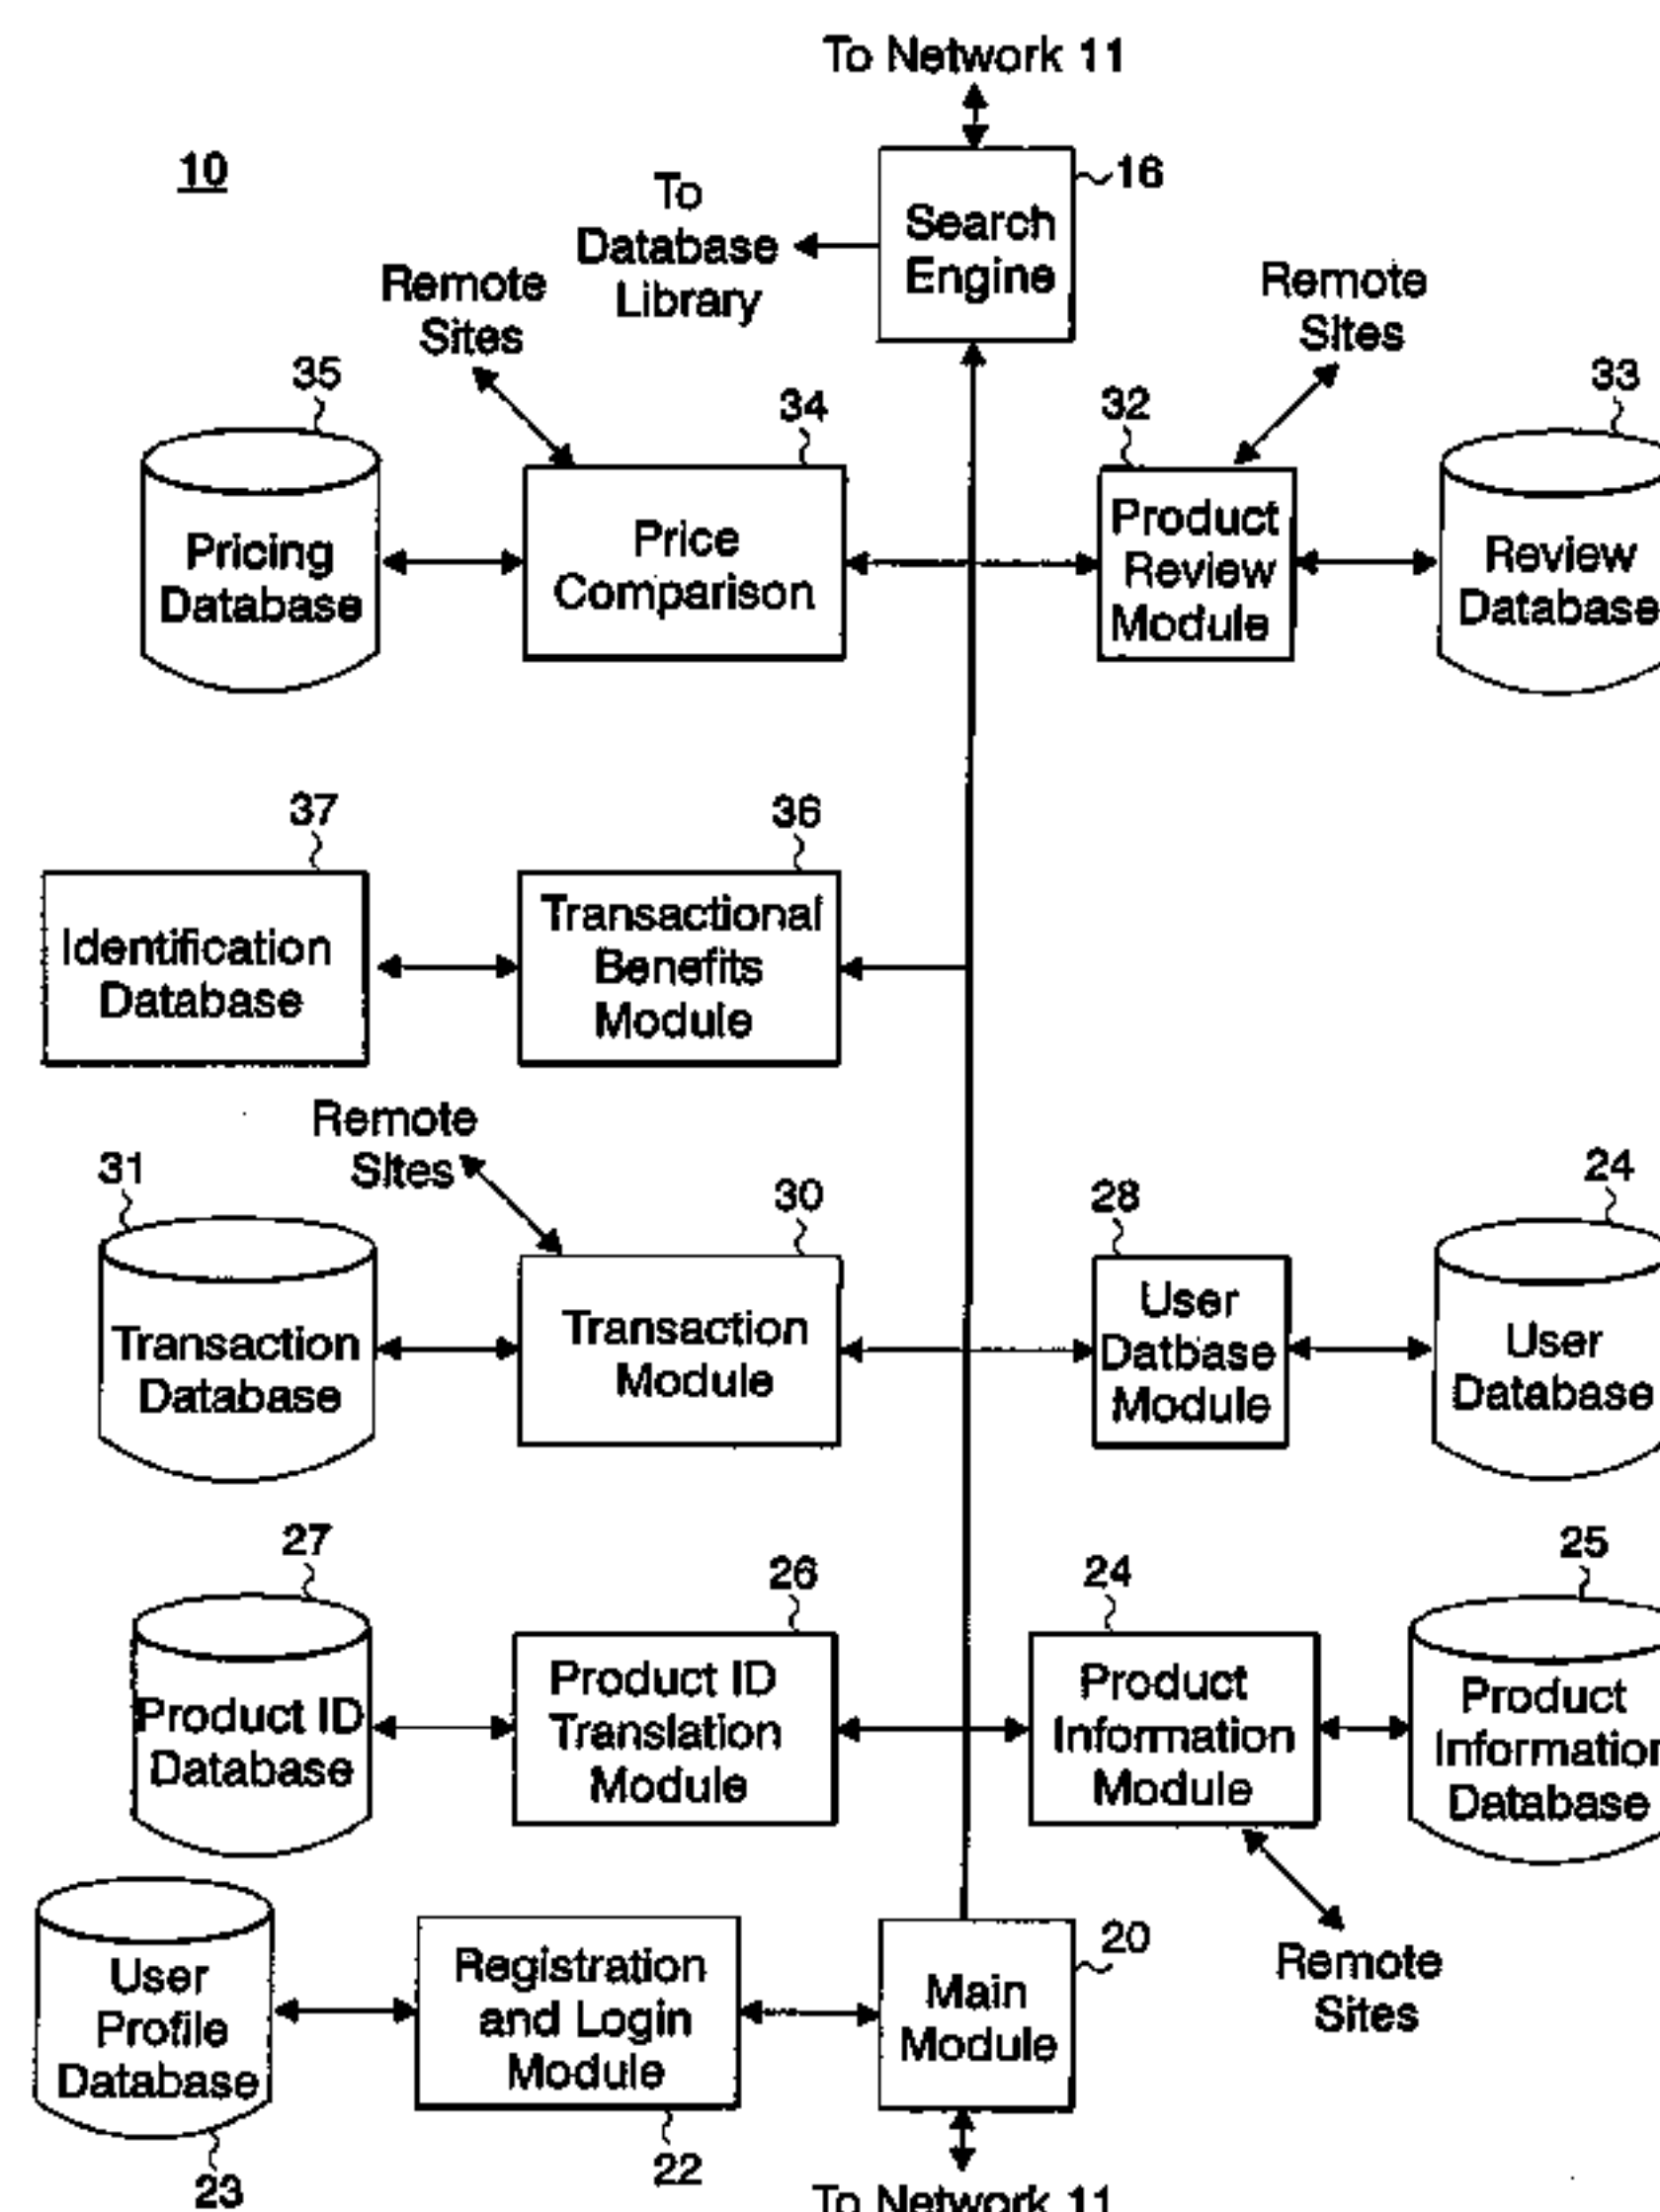 To Network 11
10
16
To
Database
Library
Search
Engine
Remote
Sites
Remote
Sites
35
34
32
33
Pricing
Database
Price
Comparison
Product
Review
Module
Review
Database
37
36
Identification
Database
Transactional
Benefits
Module
Remote
Sites
31
30
28
24
Transaction
Database
Transaction
Module
User
Datbase
Module
User
Database
27
26
24
25
Product ID
Database
Product ID
Translation
Module
Product
Information
Module
Product
Information
Database
User
Profile
Database
Registration
and Login
Module
Main
Module
20
Remote
Sites
23
22
To Network 11